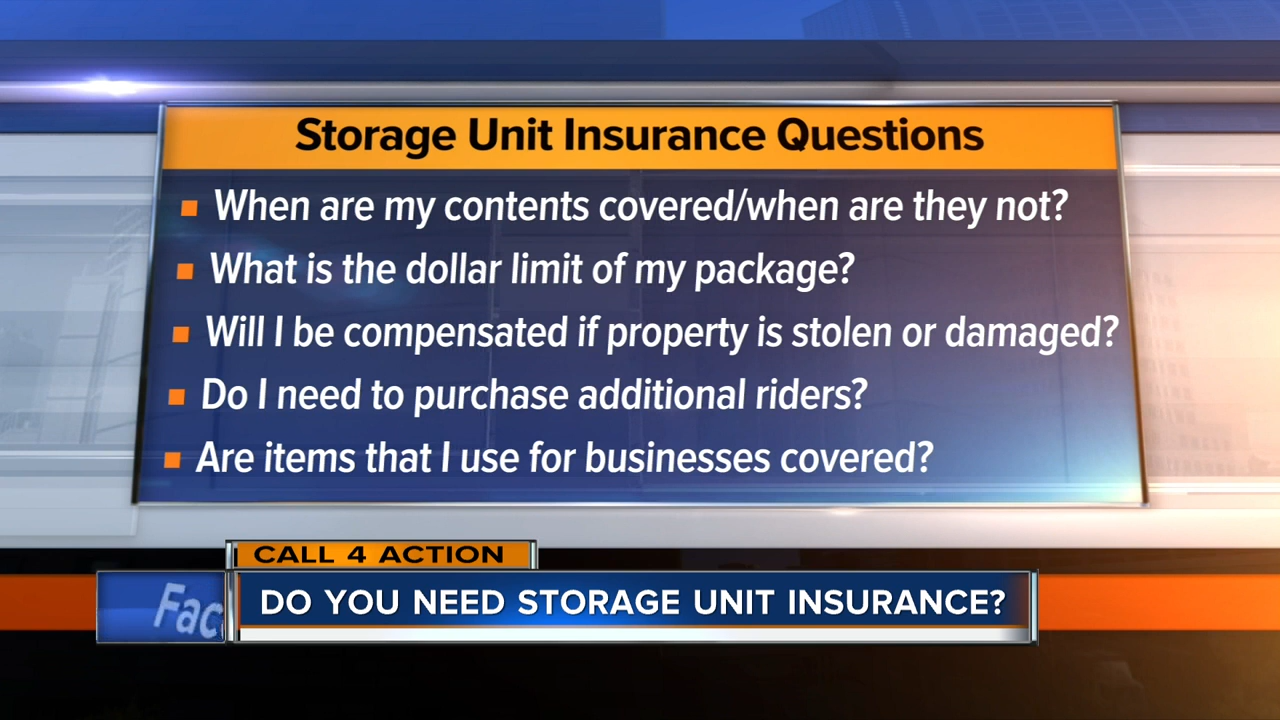 Storage Unit Insurance Questions
When are my contents covered/when are they not?
What is the dollar limit of my package?
Will I be compensated if property is stolen or damaged?
Do I need to purchase additional riders?
Are items that I use for businesses covered?
CALL 4 ACTION
Fac
DO YOU NEED STORAGE UNIT INSURANCE?